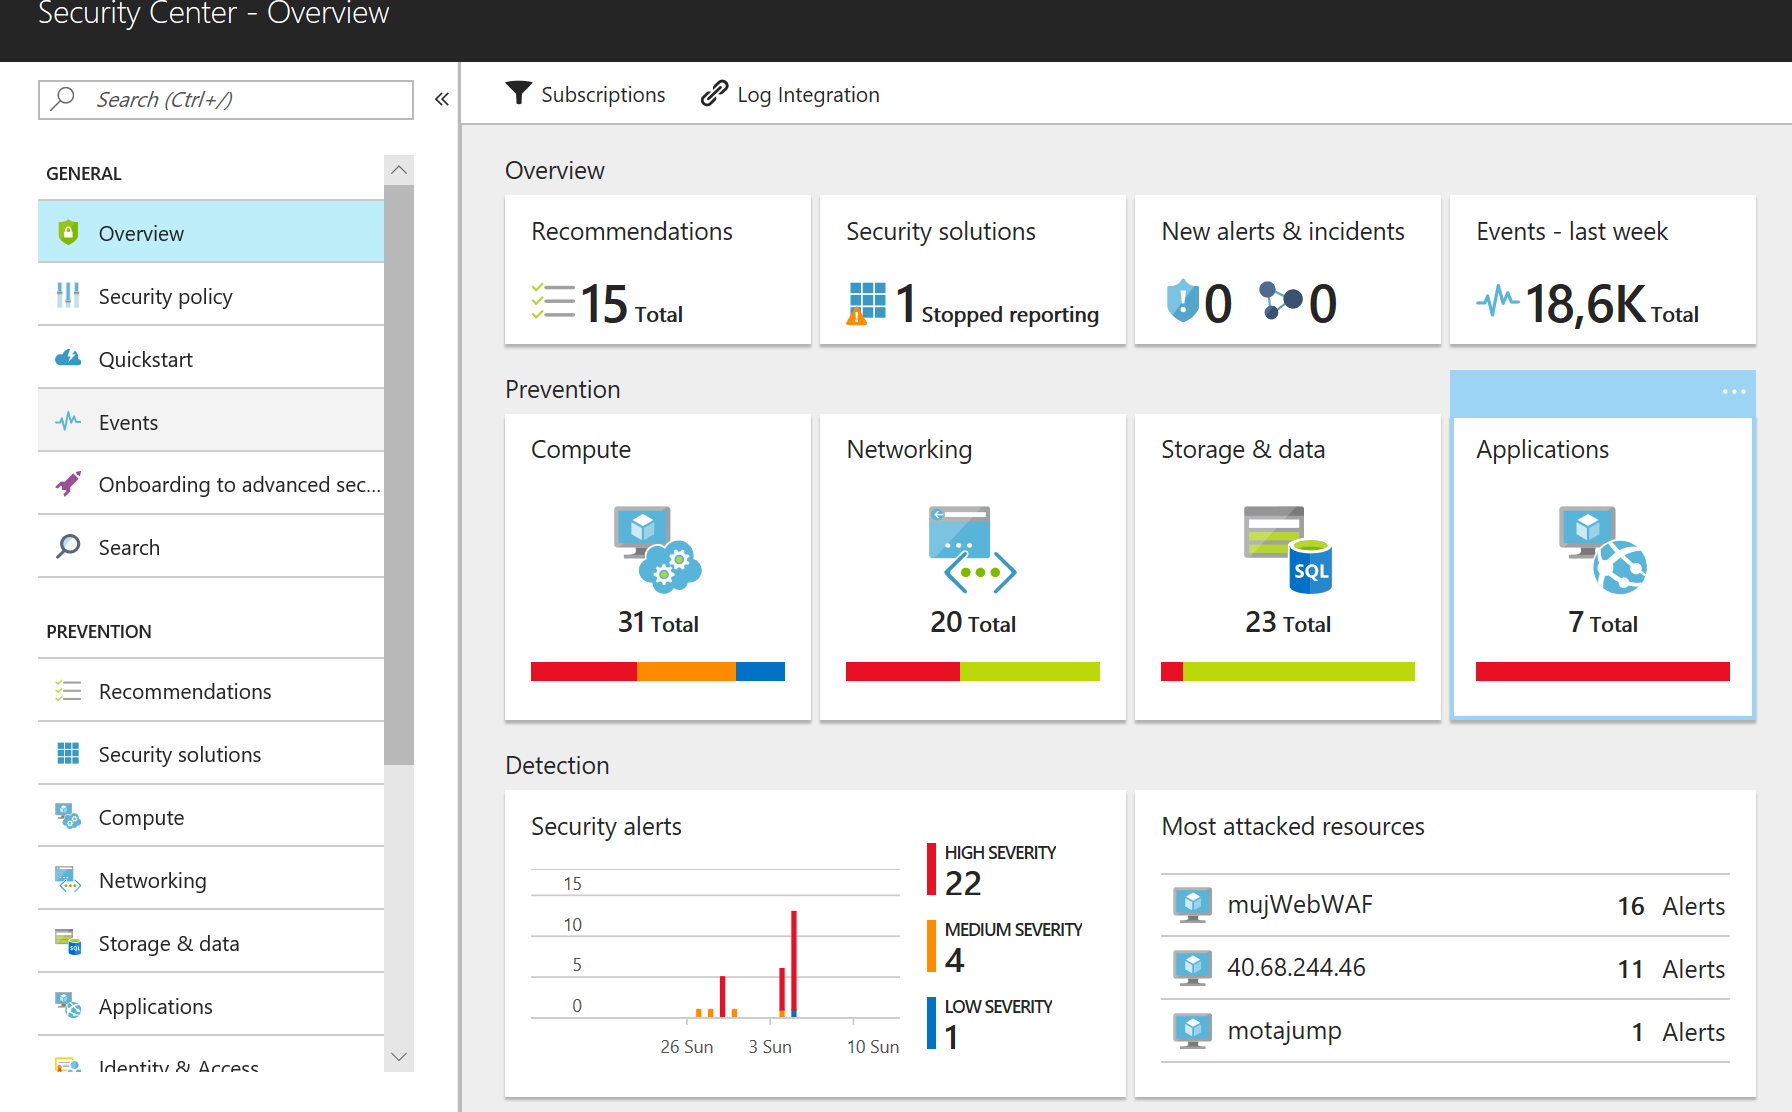 Security Center - Overview
Search (Ctrl+/)
«
GENERAL
Overview
Security policy
Quickstart
Events
Onboarding to advanced sec...
Search
PREVENTION
Recommendations
Security solutions
Compute
Networking
Storage & data
Applications
Identity & Access
Subscriptions
Log Integration
Overview
Recommendations
15 Total
Security solutions
1 Stopped reporting
New alerts & incidents
0 0
Events - last week
18,6K Total
Prevention
...
Compute
31 Total
Networking
20 Total
Storage & data
SQL
23 Total
Applications
7 Total
Detection
Security alerts
15
10
5
0
26 Sun 3 Sun 10 Sun
HIGH SEVERITY
22
MEDIUM SEVERITY
4
LOW SEVERITY
1
Most attacked resources
mujWebWAF 16 Alerts
40.68.244.46 11 Alerts
motajump 1 Alerts